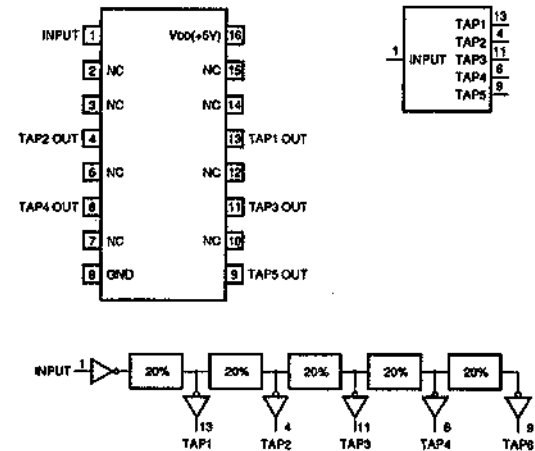 INPUT 1 VDD(+5V) 16
2 NC NC 15
3 NC NC 14
TAP2 OUT 4 13 TAP1 OUT
5 NC NC 12
TAP4 OUT 6 11 TAP3 OUT
7 NC NC 10
8 GND 9 TAP5 OUT
TAP1 13
TAP2 4
1 INPUT TAP3 11
TAP4 6
TAP5 9
INPUT 1 20% 20% 20% 20% 20%
13 4 11 6 9
TAP1 TAP2 TAP3 TAP4 TAP5